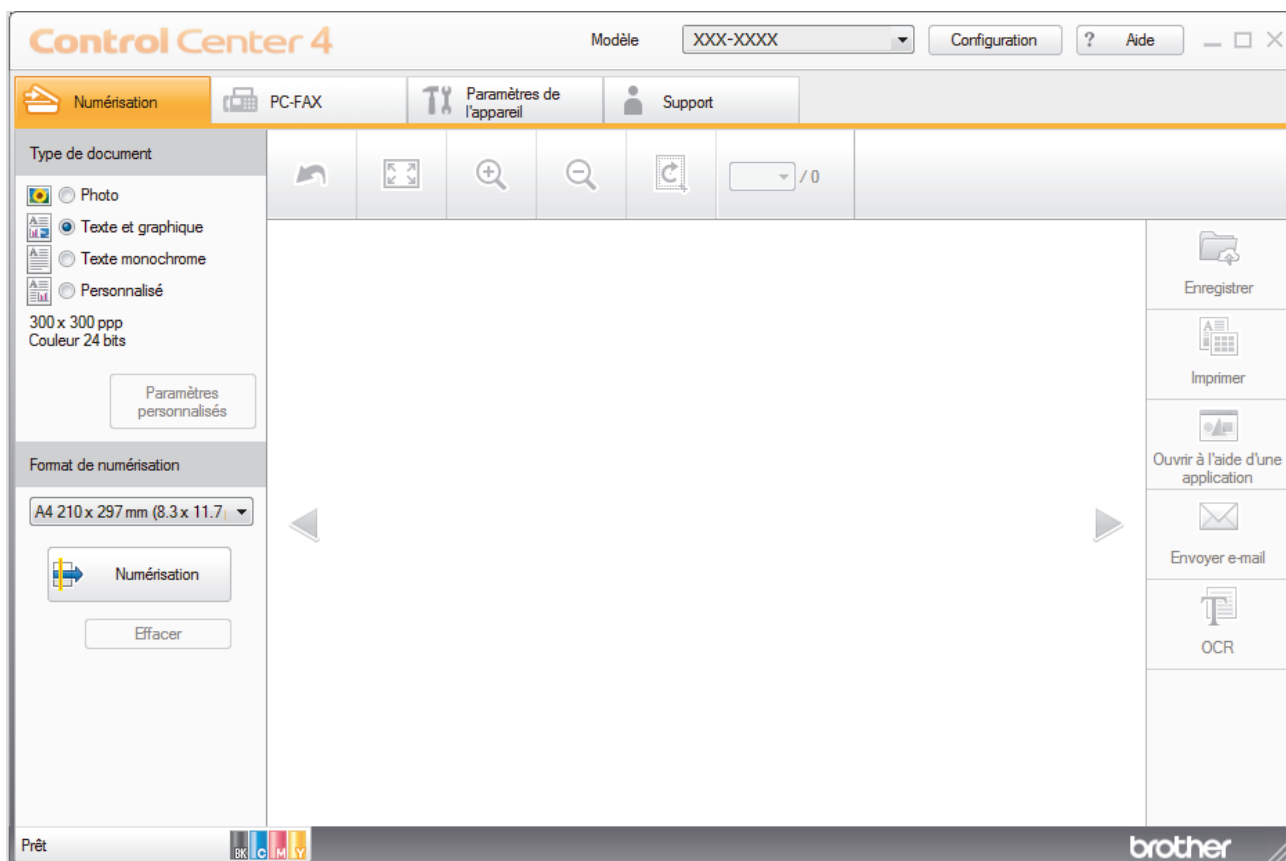 Control Center 4
Modèle
XXX-XXXX
Configuration
? Aide
Numérisation
PC-FAX
Paramètres de
l'appareil
Support
Type de document
Photo
Texte et graphique
Texte monochrome
Personnalisé
300 x 300 ppp
Couleur 24 bits
Paramètres
personnalisés
/ 0
Format de numérisation
A4 210 x 297 mm (8.3 x 11.7
Numérisation
Effacer
Enregistrer
Imprimer
Ouvrir à l'aide d'une
application
Envoyer e-mail
OCR
Prêt
BK C M Y
brother